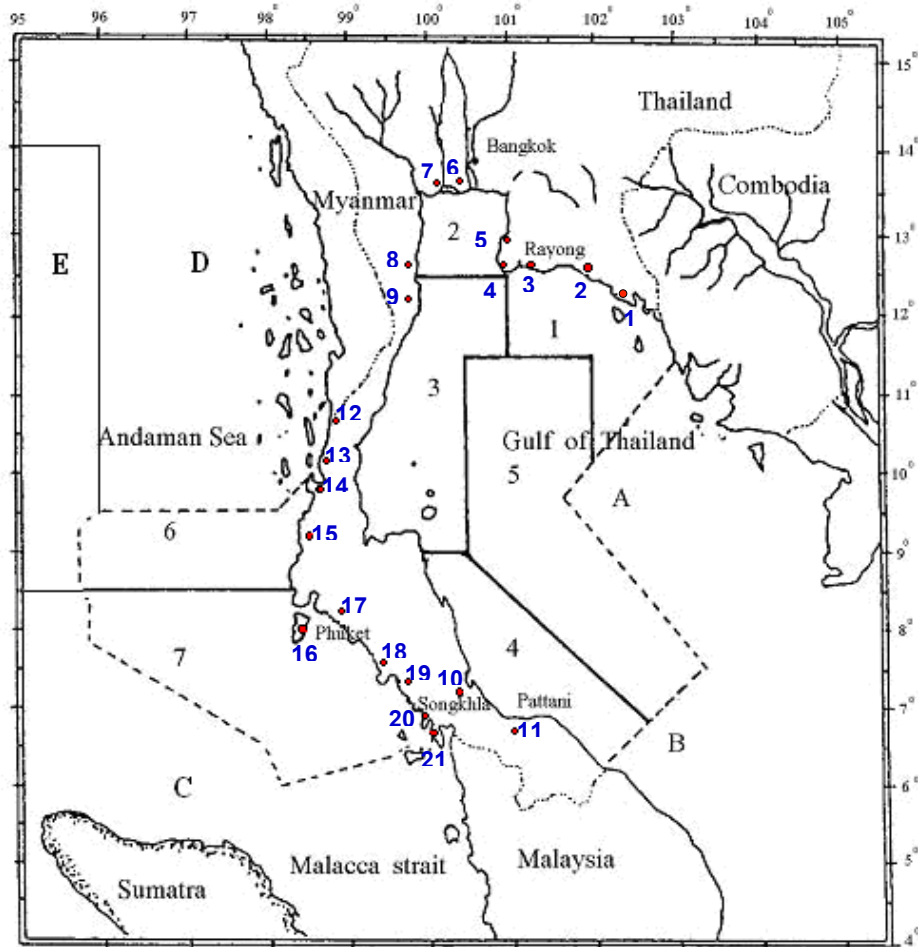 95 96 97 98° 99° 100° 101° 102° 103° 104° 105°
15°
Thailand
14°
Bangkok
7 6
Combodia
Myanmar
13°
2 5 Rayong
E D
8 4 3 2
9 1
12°
1
11°
3
12
Andaman Sea Gulf of Thailand
13 5
10°
14 A
6 15
9°
17
8°
16 Phuket
7 18 4
19 10
Songkhla Pattani
7°
20 11
B
21
C
6°
5°
Malacca strait Malaysia
Sumatra
4°